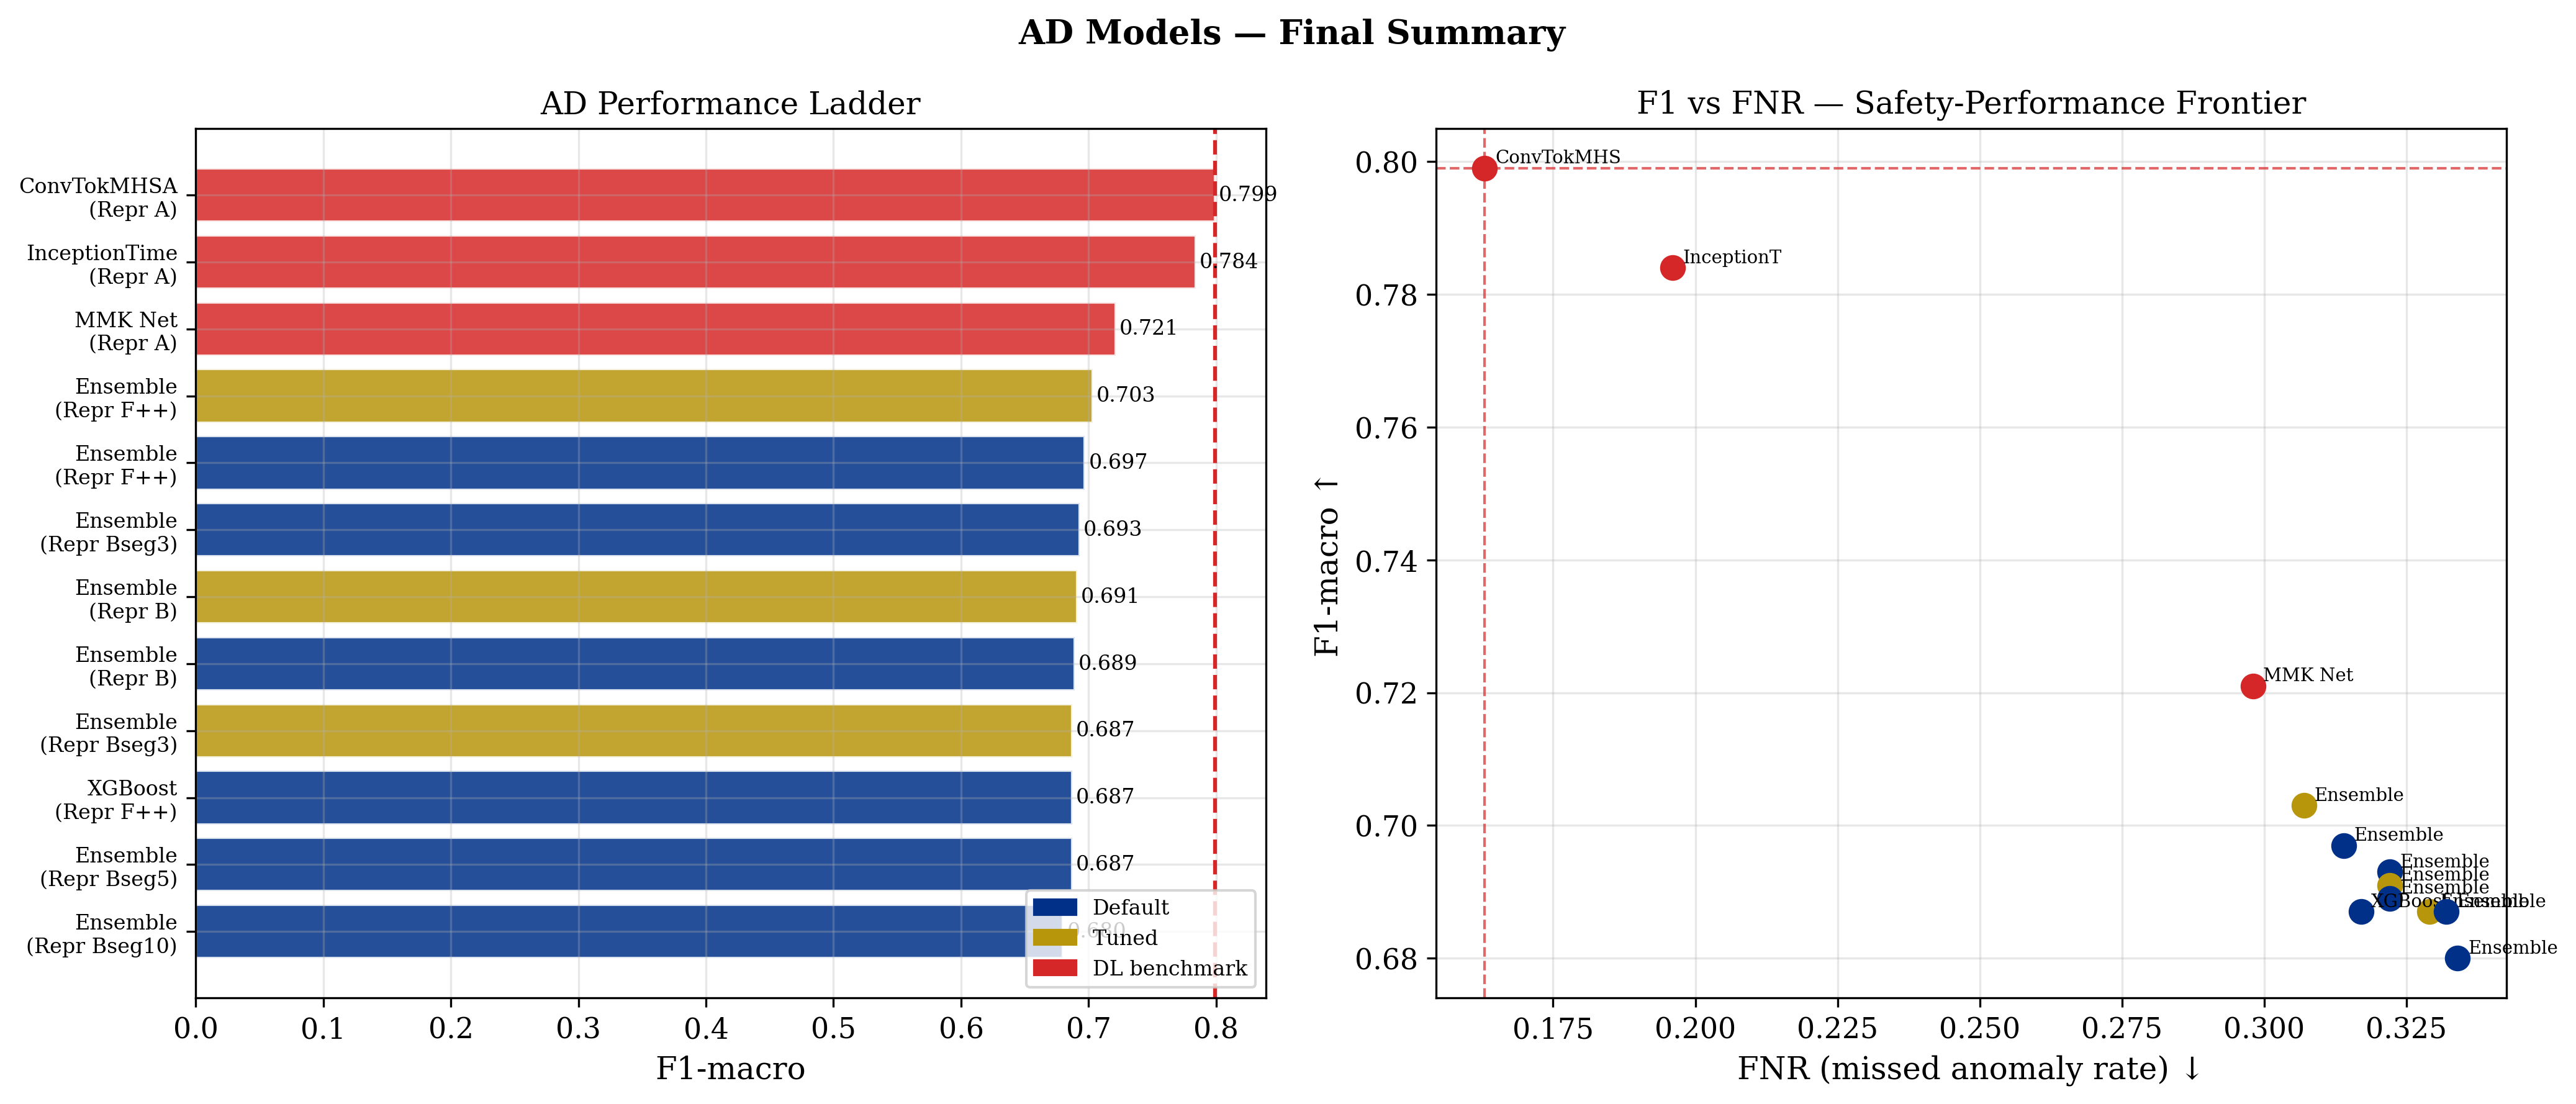 AD Models — Final Summary
AD Performance Ladder
ConvTokMHSA
(Repr A)
InceptionTime
(Repr A)
MMK Net
(Repr A)
Ensemble
(Repr F++)
Ensemble
(Repr F++)
Ensemble
(Repr Bseg3)
Ensemble
(Repr B)
Ensemble
(Repr B)
Ensemble
(Repr Bseg3)
XGBoost
(Repr F++)
Ensemble
(Repr Bseg5)
Ensemble
(Repr Bseg10)
0.799
0.784
0.721
0.703
0.697
0.693
0.691
0.689
0.687
0.687
0.687
0.680
Default
Tuned
DL benchmark
0.0 0.1 0.2 0.3 0.4 0.5 0.6 0.7 0.8
F1-macro
F1 vs FNR — Safety-Performance Frontier
F1-macro ↑
0.80
0.78
0.76
0.74
0.72
0.70
0.68
ConvTokMHS
InceptionT
MMK Net
Ensemble
Ensemble
Ensemble
Ensemble
Ensemble
XGBoost
Ensemble
Ensemble
Ensemble
0.175 0.200 0.225 0.250 0.275 0.300 0.325
FNR (missed anomaly rate) ↓